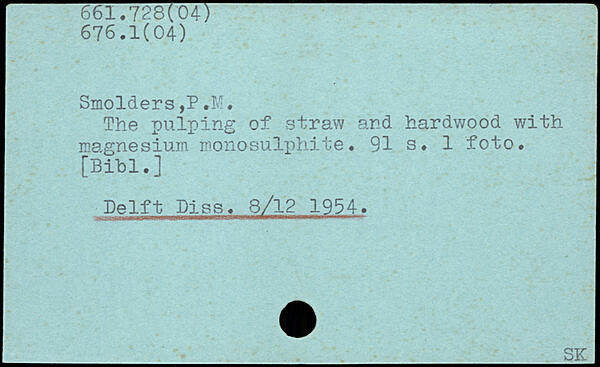 661.728(04)
676.1(04)
Smolders,P.M.
The pulping of straw and hardwood with
magnesium monosulphite. 91 s. 1 foto.
[Bibl.]
Delft Diss. 8/12 1954.
SK